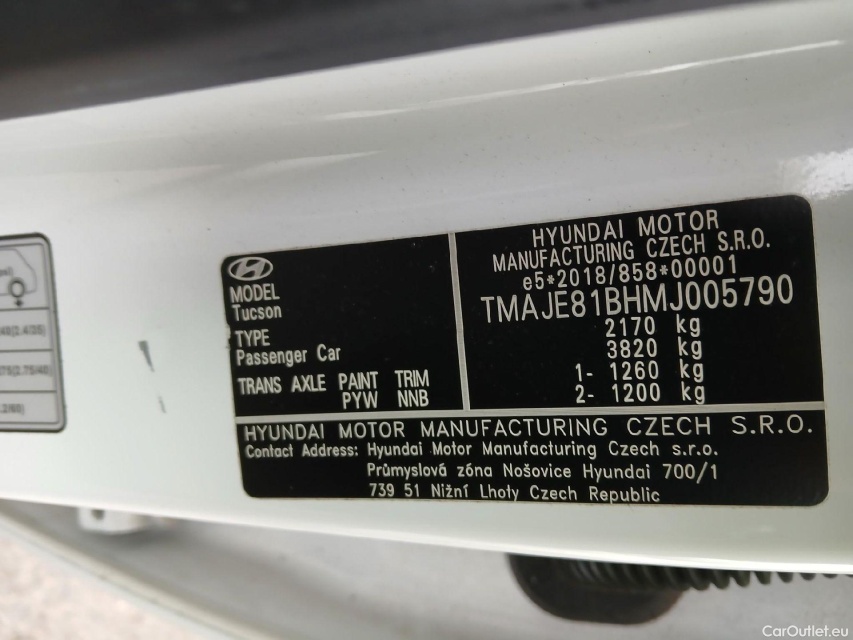 MODEL
Tucson
TYPE
Passenger Car
TRANS AXLE PAINT TRIM
PYW NNB
HYUNDAI MOTOR
MANUFACTURING CZECH S.R.O.
e5*2018/858*00001
TMAJE81BHMJ005790
2170 kg
3820 kg
1- 1260 kg
2- 1200 kg
HYUNDAI MOTOR MANUFACTURING CZECH S.R.O.
Contact Address: Hyundai Motor Manufacturing Czech s.r.o.
Průmyslová zóna Nošovice Hyundai 700/1
739 51 Nižní Lhoty Czech Republic
CarOutlet.eu